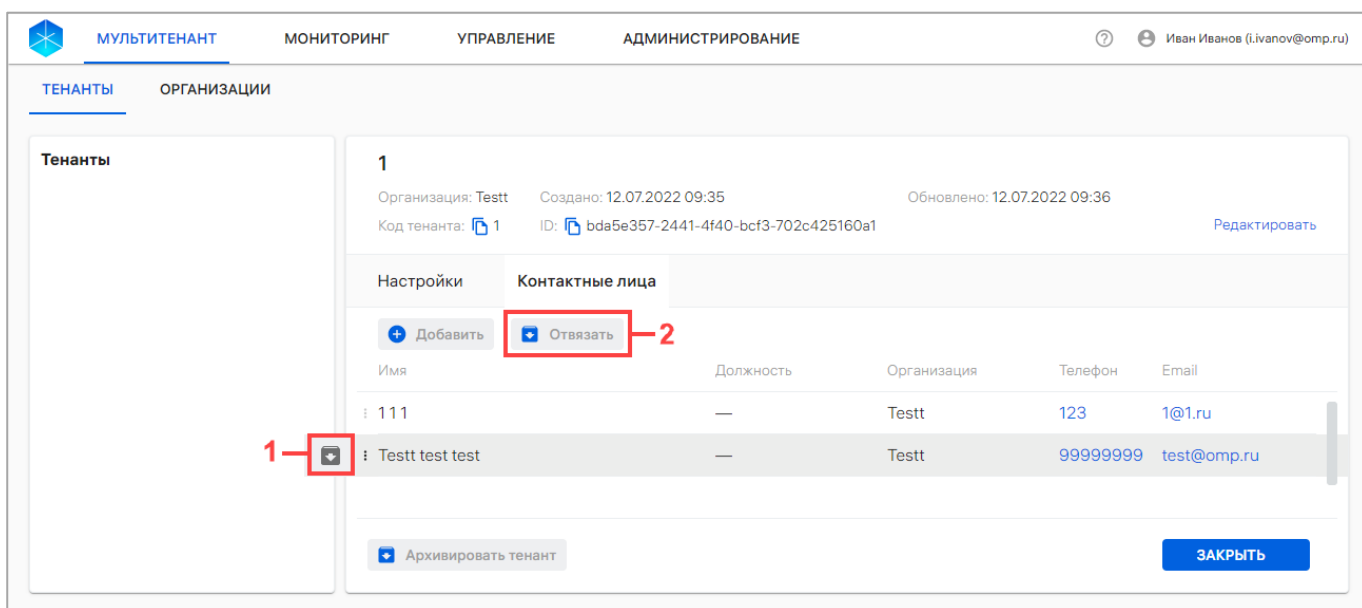 МУЛЬТИТЕНАНТ МОНИТОРИНГ УПРАВЛЕНИЕ АДМИНИСТРИРОВАНИЕ Иван Иванов (i.ivanov@omp.ru)
ТЕНАНТЫ ОРГАНИЗАЦИИ
Тенанты
1
Организация: Testt Создано: 12.07.2022 09:35 Обновлено: 12.07.2022 09:36
Код тенанта: 1 ID: bda5e357-2441-4f40-bcf3-702c425160a1 Редактировать
Настройки Контактные лица
Добавить Отвязать 2
Имя Должность Организация Телефон Email
111 — Testt 123 1@1.ru
1 Testt test test — Testt 99999999 test@omp.ru
Архивировать тенант ЗАКРЫТЬ